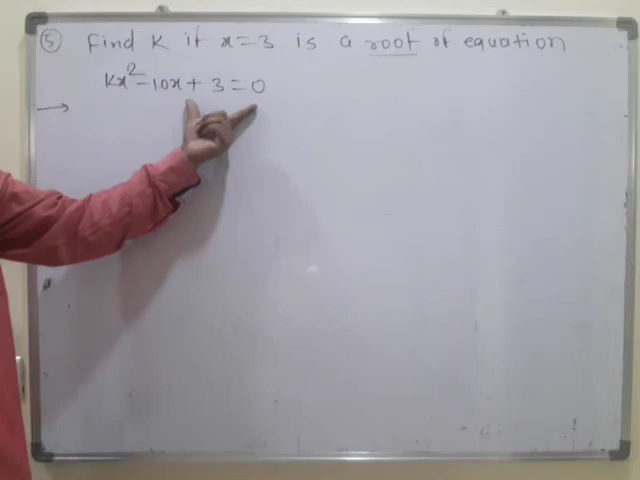 ⑤ Find K if x=3 is a root of equation
Kx²-10x+3=0
→